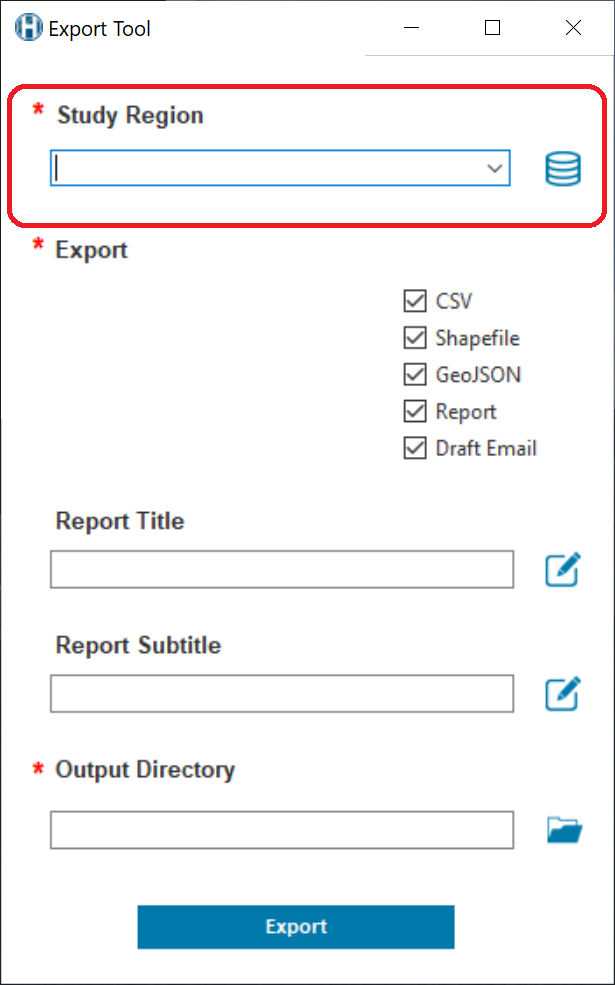 Export Tool
* Study Region
* Export
CSV
Shapefile
GeoJSON
Report
Draft Email
Report Title
Report Subtitle
* Output Directory
Export